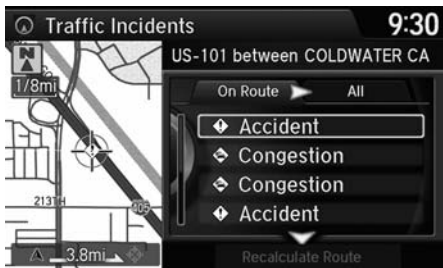 Traffic Incidents
9:30
US-101 between COLDWATER CA
N
1/8mi
On Route
All
Accident
Congestion
Congestion
Accident
213TH
405
3.8mi
Recalculate Route